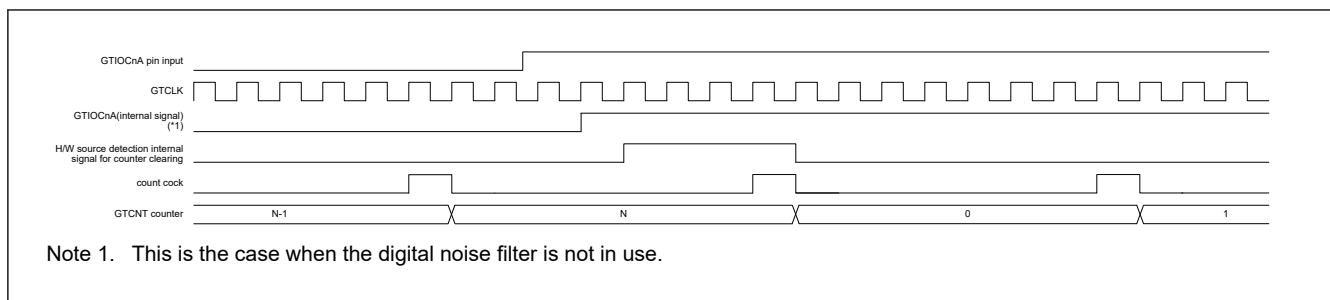 GTIOCnA pin input
GTCLK
GTIOCnA(internal signal)
(*1)
H/W source detection internal
signal for counter clearing
count cock
GTCNT counter
N-1
N
0
1
Note 1. This is the case when the digital noise filter is not in use.